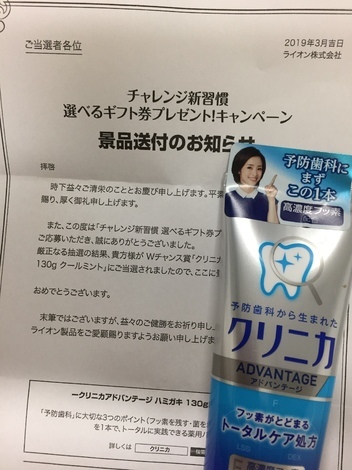 ご当選者各位
2019年3月吉日
ライオン株式会社
チャレンジ新習慣
選べるギフト券プレゼント!キャンペーン
景品送付のお知らせ
拝啓
時下益々ご清栄のこととお慶び申し上げます。平素
賜り、厚く御礼申し上げます。
また、この度は「チャレンジ新習慣 選べるギフト券プ
ご応募いただき、誠にありがとうございます。
厳正なる抽選の結果、貴方様が Wチャンス賞「クリニカ
130g クールミント」にご当選されましたので、ここに
おめでとうございます。
末筆ではございますが、益々のご健勝をお祈り申し
ライオン製品をご愛顧賜りますようお願い申し上げま
ークリニカアドバンテージ ハミガキ 130g
「予防歯科」に大切な3つのポイント(フッ素を残す・菌を
を1本で、トータルに実践できる薬用ハ
詳しくは
クリニカ
予防歯科に
まず
この1本
高濃度フッ素
予防歯科から生まれた
クリニカ
ADVANTAGE
アドバンテージ
F
フッ素がとどまる
トータルケア処方